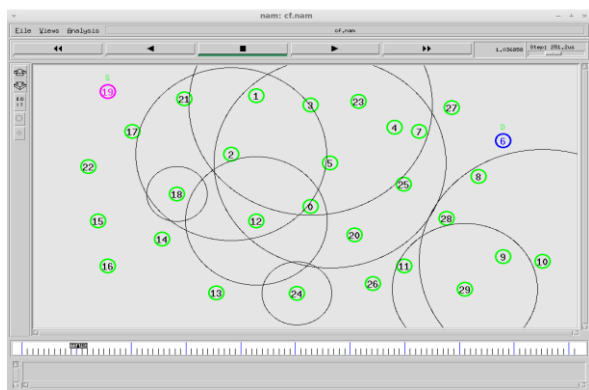 nam: cf.nam
File Views Analysis cf.nam
1.036858 Step: 251.2us
S
19 21 1 3 23 27
D
17 4 7 6
2 5
22 8
18 25
0
15 12 28
14 20
16 11 9 10
13 24 26 29